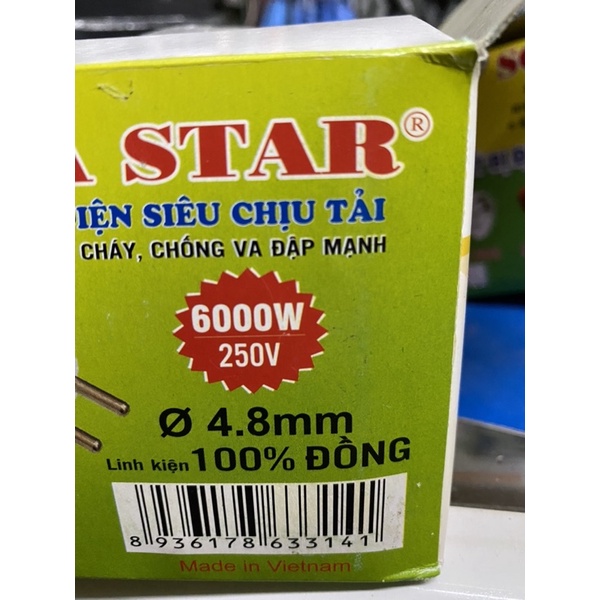 STAR®
ĐIỆN SIÊU CHỊU TẢI
CHÁY, CHỐNG VA ĐẬP MẠNH
6000W
250V
Ø 4.8mm
Linh kiện 100% ĐỒNG
8 936178 633141
Made in Vietnam